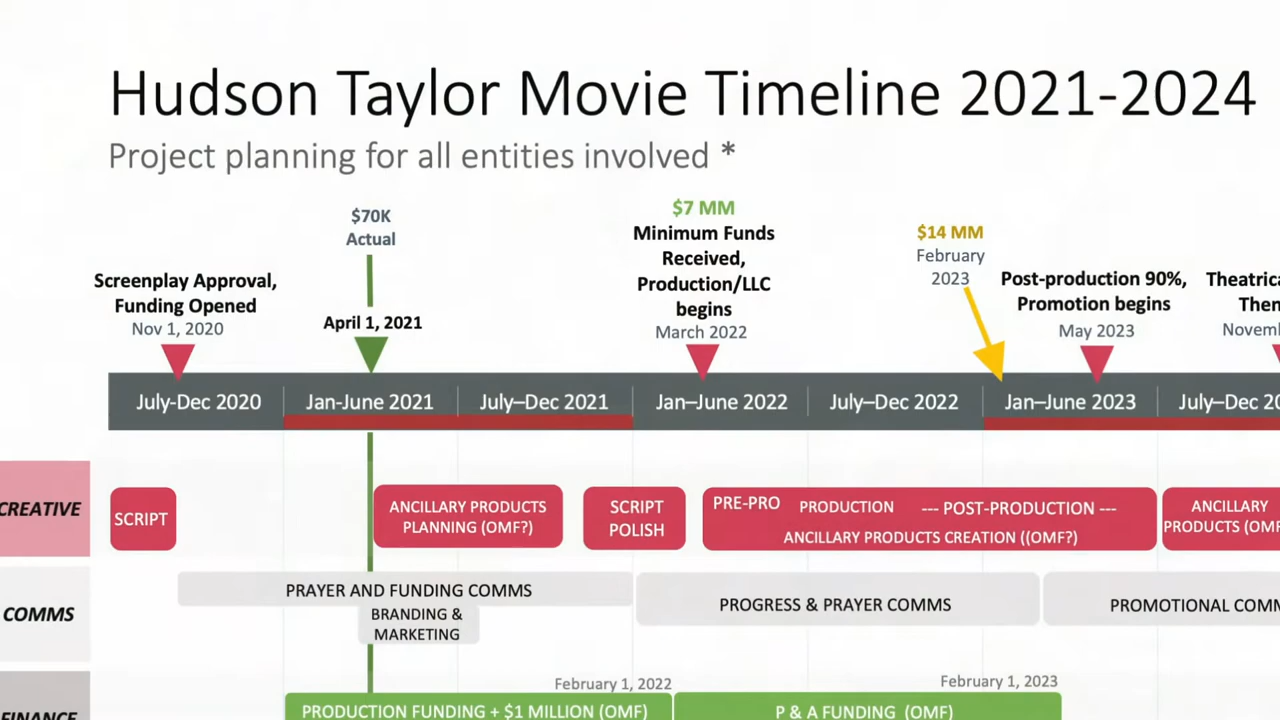 Hudson Taylor Movie Timeline 2021-2024
Project planning for all entities involved *
Screenplay Approval,
Funding Opened
Nov 1, 2020
$70K
Actual
April 1, 2021
$7 MM
Minimum Funds
Received,
Production/LLC
begins
March 2022
$14 MM
February
2023
Post-production 90%,
Promotion begins
May 2023
July-Dec 2020
Jan-June 2021
July–Dec 2021
Jan–June 2022
July–Dec 2022
Jan–June 2023
July–Dec
CREATIVE
SCRIPT
ANCILLARY PRODUCTS
PLANNING (OMF?)
SCRIPT
POLISH
PRE-PRO PRODUCTION --- POST-PRODUCTION ---
ANCILLARY PRODUCTS CREATION ((OMF?)
ANCILLARY
PRODUCTS (OMF
COMMS
PRAYER AND FUNDING COMMS
BRANDING &
MARKETING
PROGRESS & PRAYER COMMS
PROMOTIONAL
FINANCE
February 1, 2022
PRODUCTION FUNDING + $1 MILLION (OMF)
February 1, 2023
P & A FUNDING (OMF)